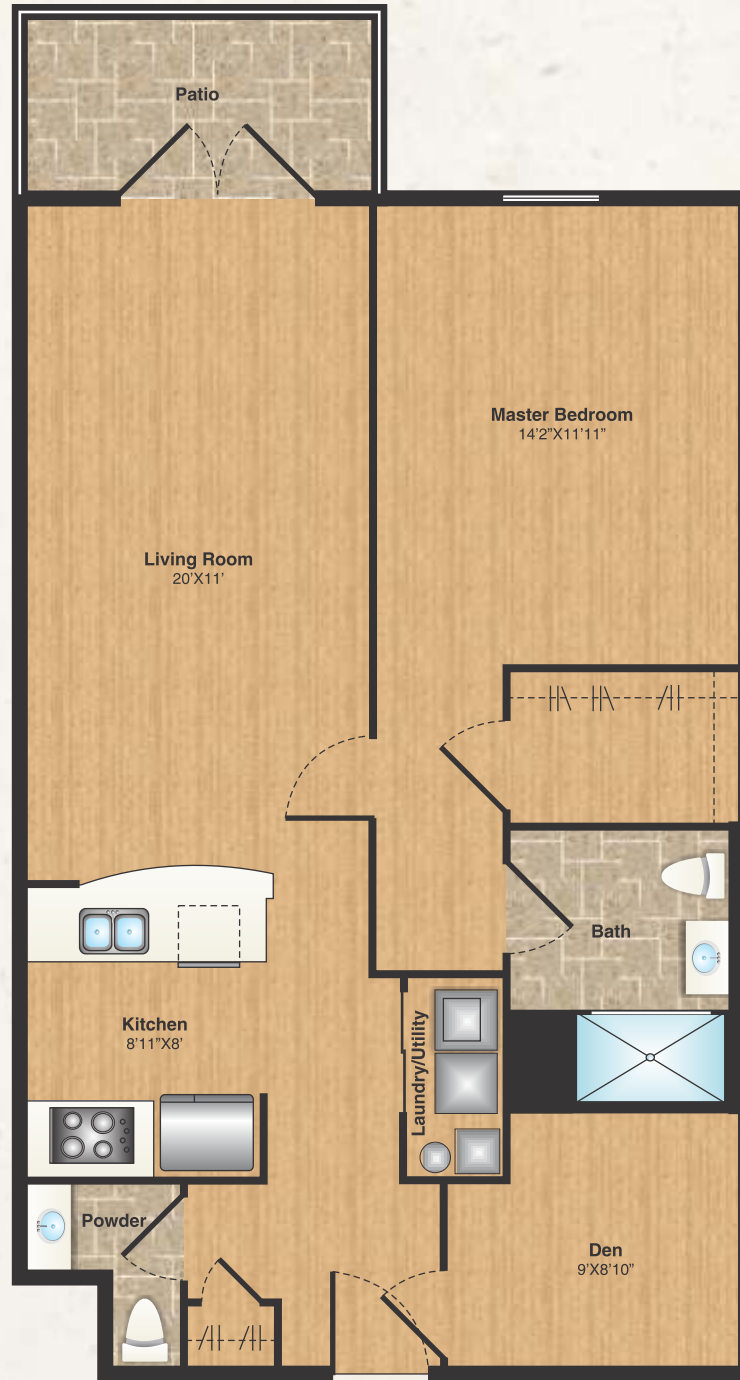 Patio
Master Bedroom
14’2”X11’11”
Living Room
20’X11’
Bath
Kitchen
8’11”X8’
Laundry/Utility
Powder
Den
9’X8’10”